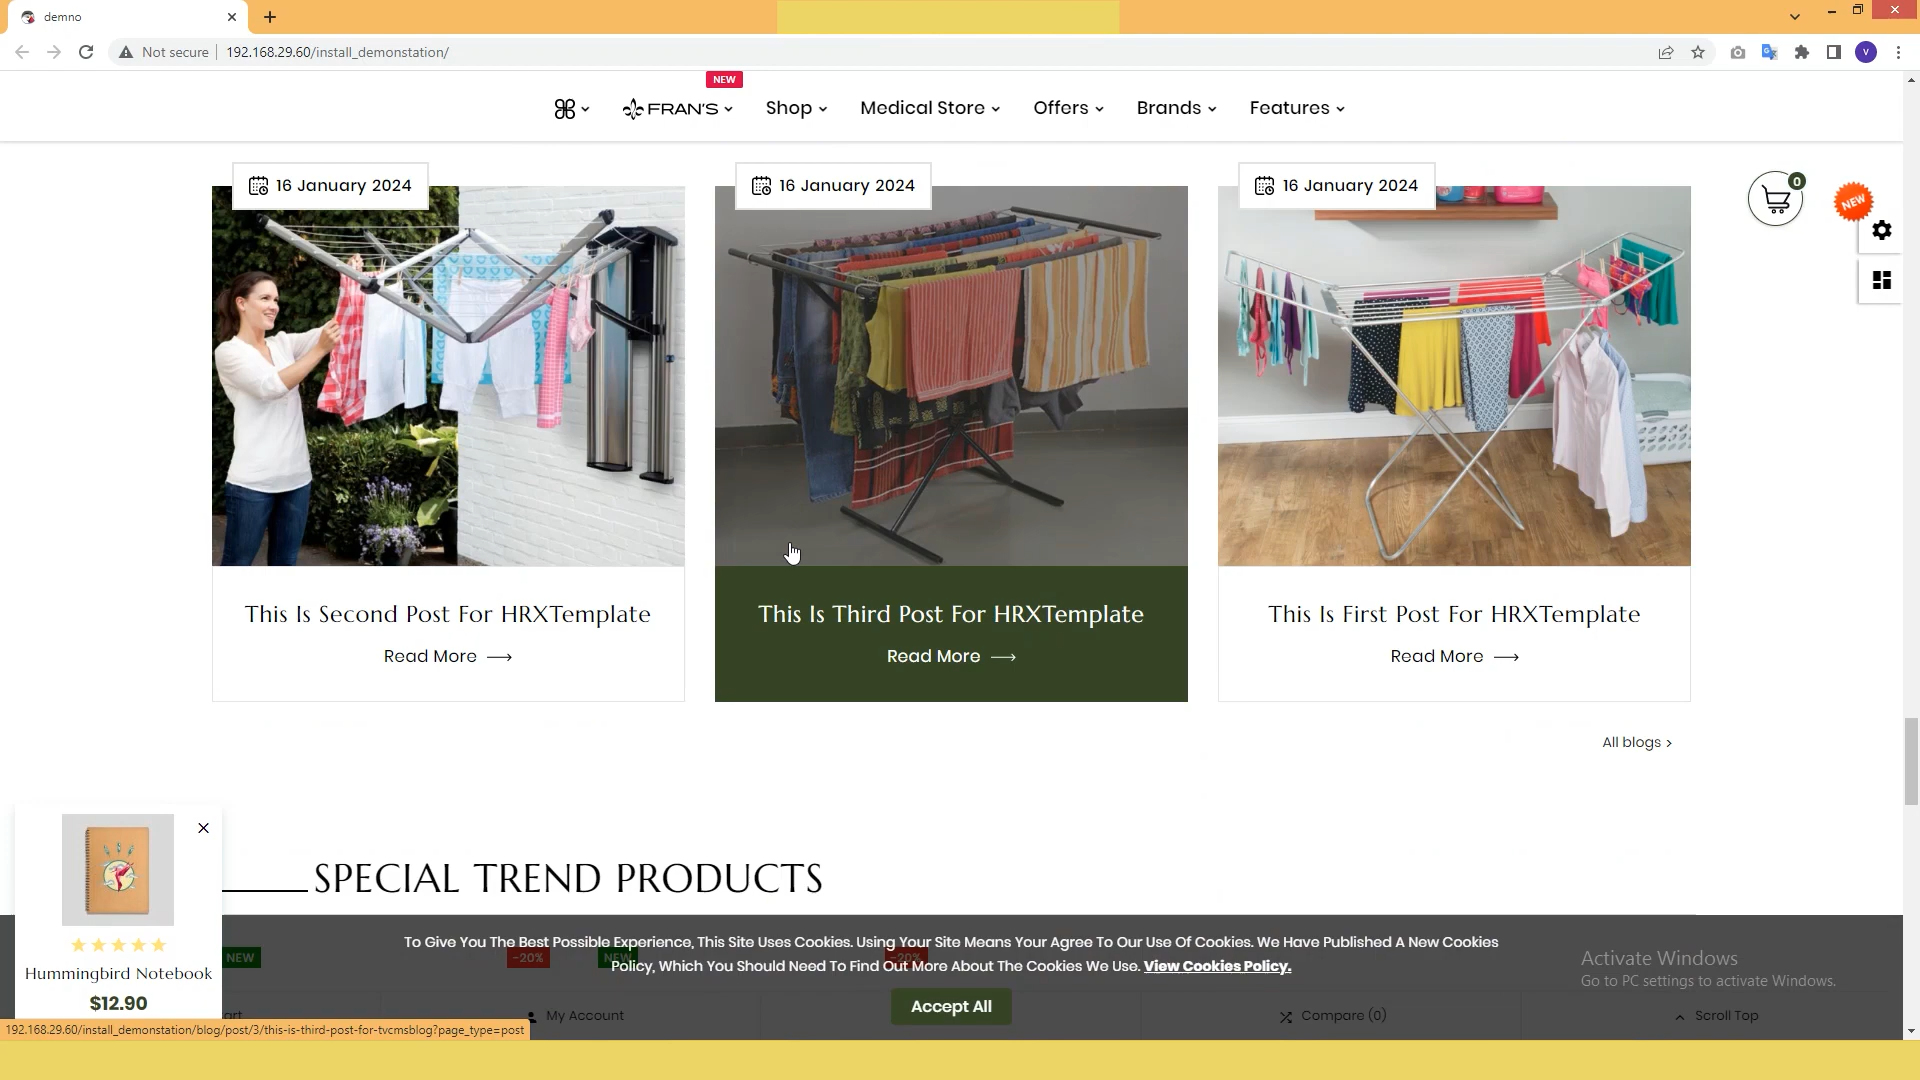 demno
Not secure
192.168.29.60/install_demonstation/
V
NEW
FRAN'S
Shop
Medical Store
Offers
Brands
Features
16 January 2024
16 January 2024
16 January 2024
0
NEW
This Is Second Post For HRXTemplate
This Is Third Post For HRXTemplate
This Is First Post For HRXTemplate
Read More
Read More
Read More
All blogs >
SPECIAL TREND PRODUCTS
To Give You The Best Possible Experience, This Site Uses Cookies. Using Your Site Means Your Agree To Our Use Of Cookies. We Have Published A New Cookies
NEW
-20%
NEW
-20%
Policy, Which You Should Need To Find Out More About The Cookies We Use. View Cookies Policy.
Activate Windows
Go to PC settings to activate Windows.
Hummingbird Notebook
$12.90
Accept All
My Account
Compare (0)
Scroll Top
192.168.29.60/install_demonstation/blog/post/3/this-is-third-post-for-tvcmsblog?page_type=post